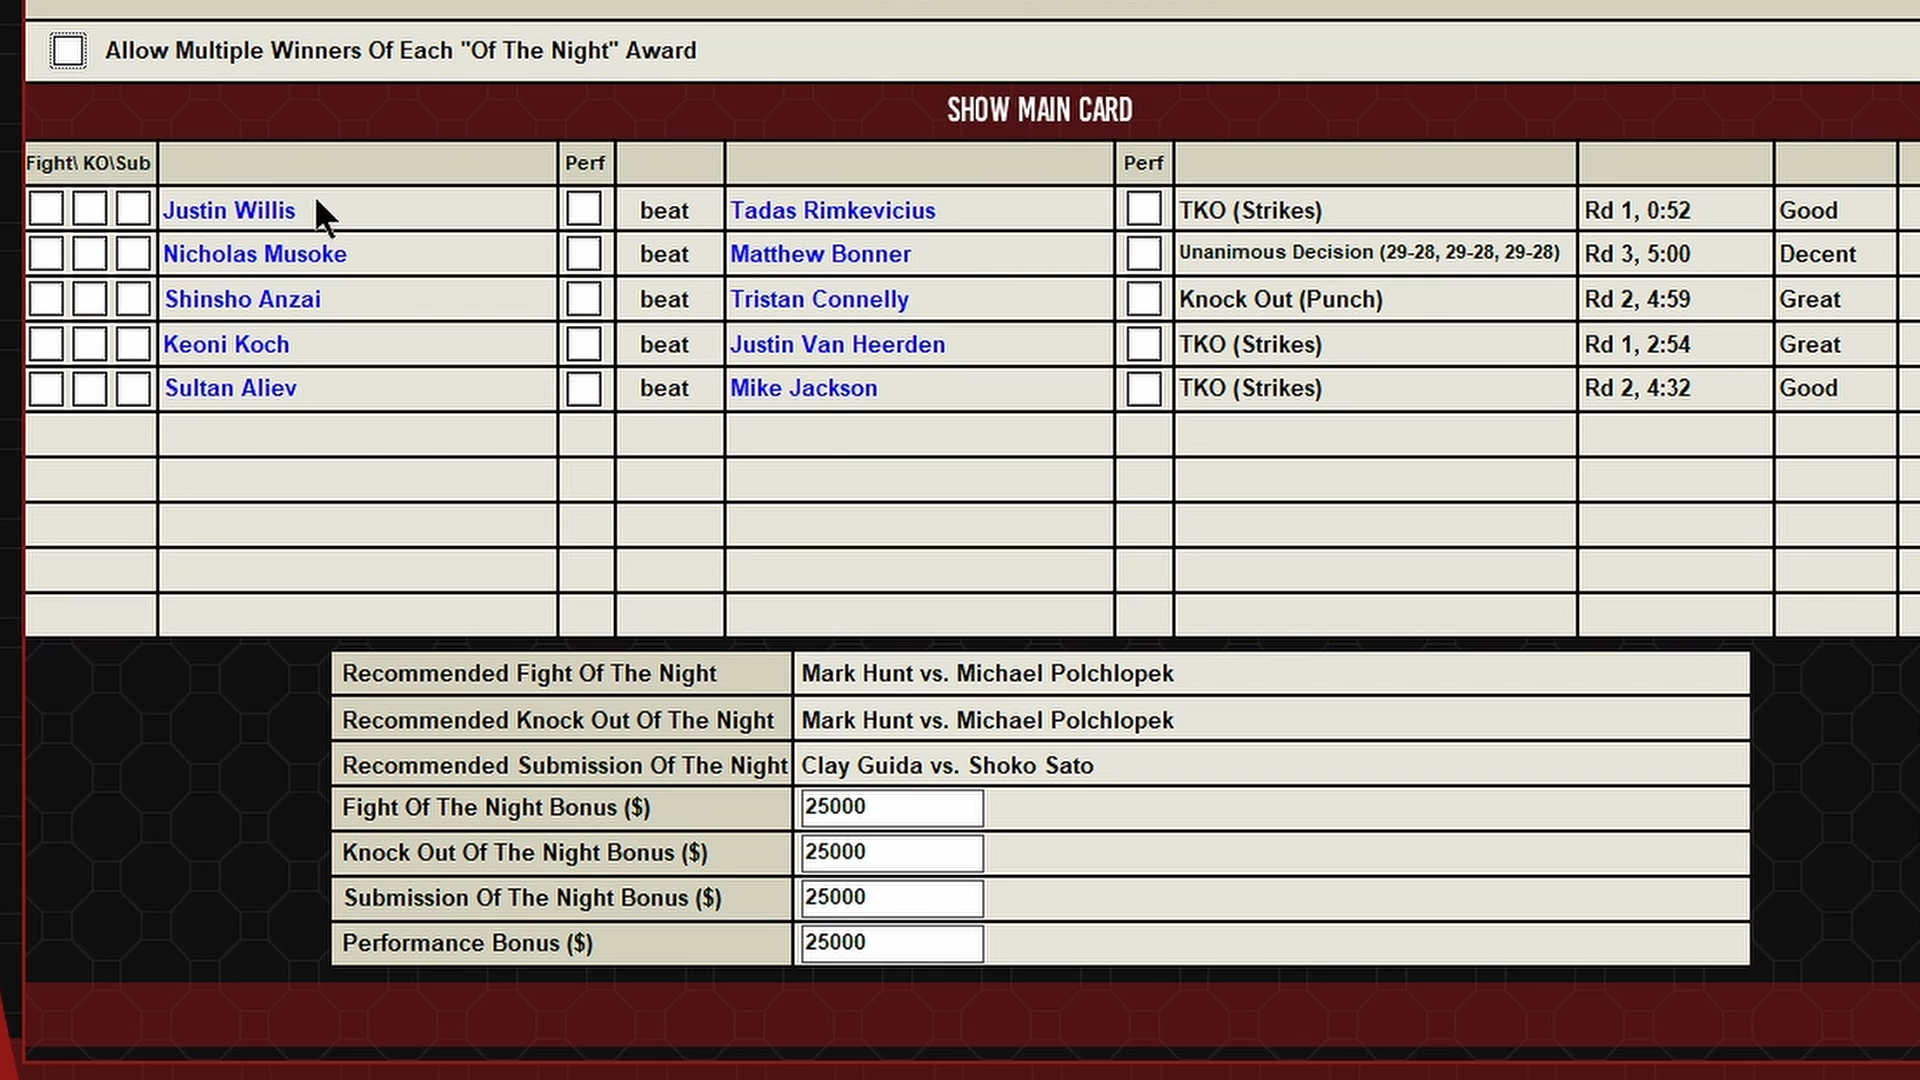 Allow Multiple Winners Of Each "Of The Night" Award
SHOW MAIN CARD
Fight\ KO\Sub Perf Perf
Justin Willis beat Tadas Rimkevicius TKO (Strikes) Rd 1, 0:52 Good
Nicholas Musoke beat Matthew Bonner Unanimous Decision (29-28, 29-28, 29-28) Rd 3, 5:00 Decent
Shinsho Anzai beat Tristan Connelly Knock Out (Punch) Rd 2, 4:59 Great
Keoni Koch beat Justin Van Heerden TKO (Strikes) Rd 1, 2:54 Great
Sultan Aliev beat Mike Jackson TKO (Strikes) Rd 2, 4:32 Good
Recommended Fight Of The Night Mark Hunt vs. Michael Polchlopek
Recommended Knock Out Of The Night Mark Hunt vs. Michael Polchlopek
Recommended Submission Of The Night Clay Guida vs. Shoko Sato
Fight Of The Night Bonus ($) 25000
Knock Out Of The Night Bonus ($) 25000
Submission Of The Night Bonus ($) 25000
Performance Bonus ($) 25000